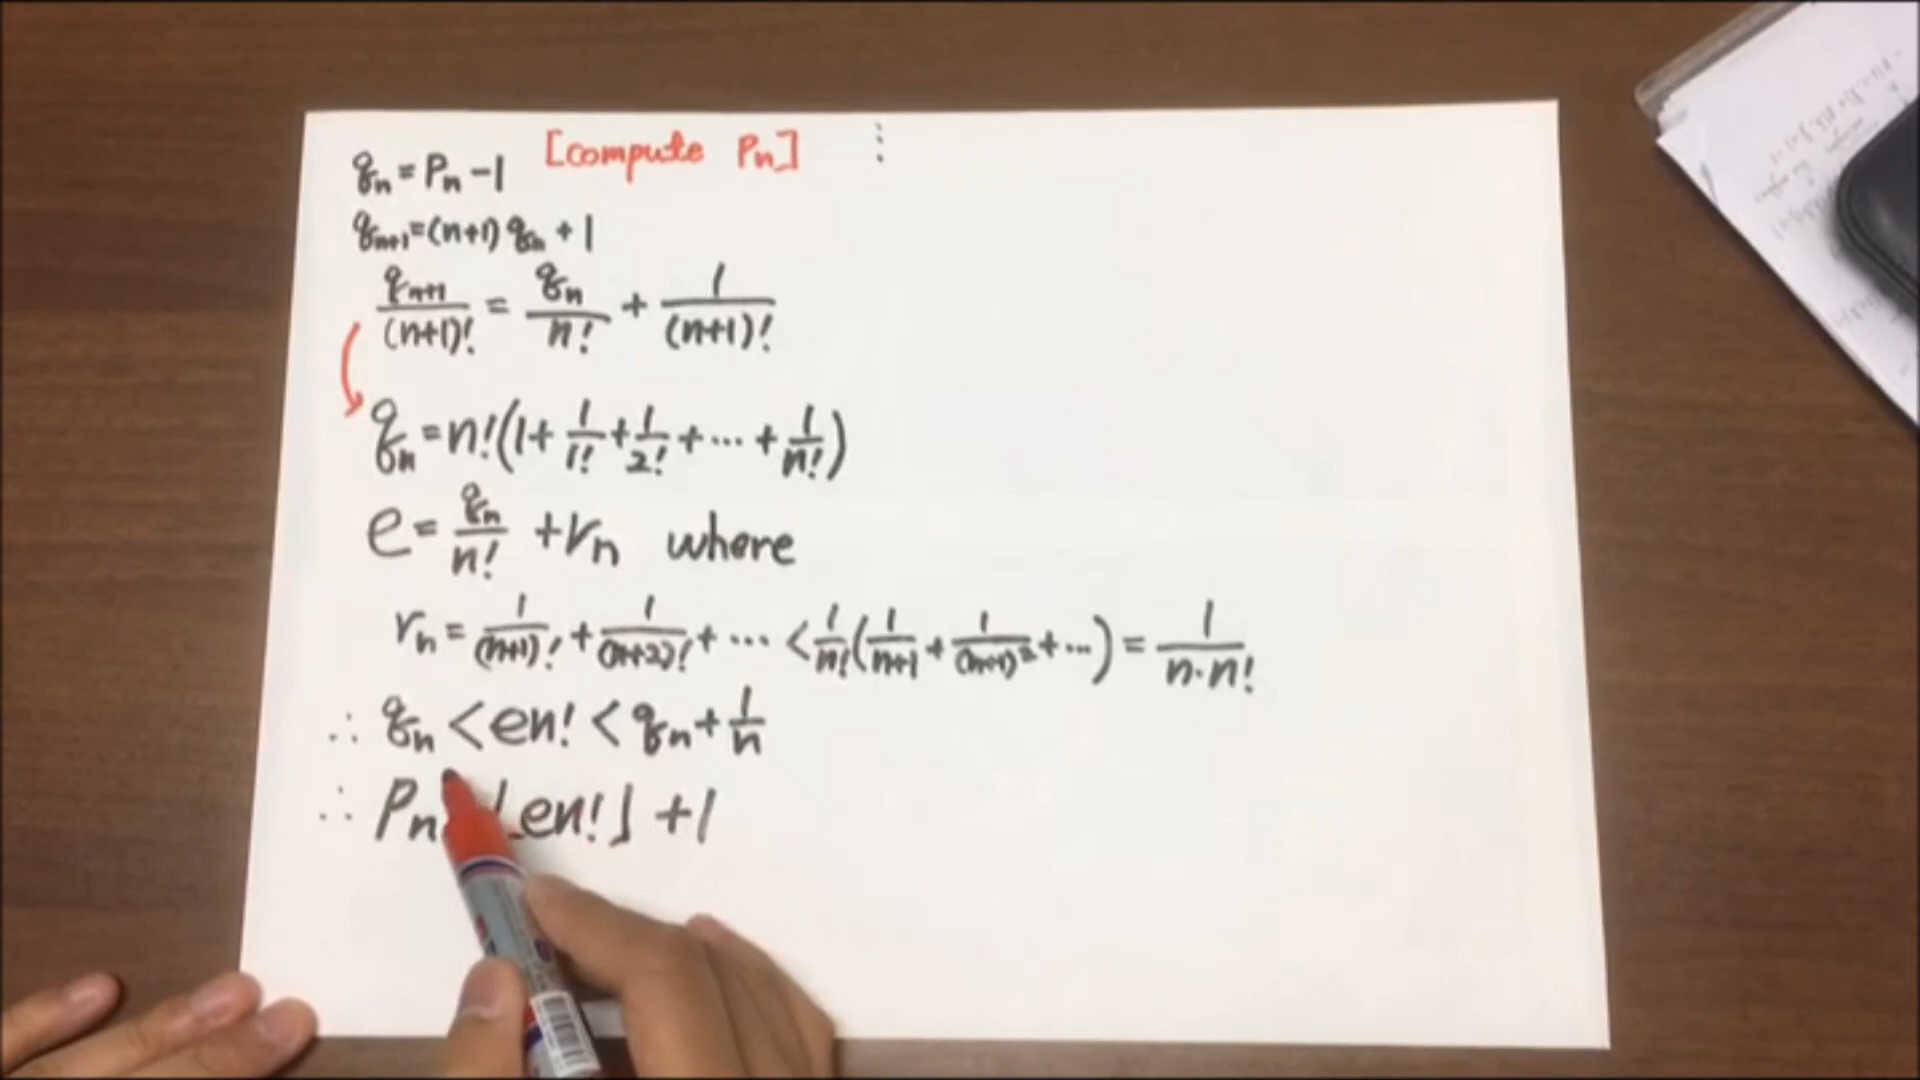 [compute Pn] ⋮
qn = Pn − 1
qn+1 = (n+1) qn + 1
qn+1/(n+1)! = qn/n! + 1/(n+1)!
qn = n!(1 + 1/1! + 1/2! + ⋯ + 1/n!)
e = qn/n! + rn where
rn = 1/(n+1)! + 1/(n+2)! + ⋯ < 1/n!(1/n+1 + 1/(n+1)² + ⋯) = 1/n·n!
∴ qn < en! < qn + 1/n
∴ Pn ⌊en!⌋ + 1